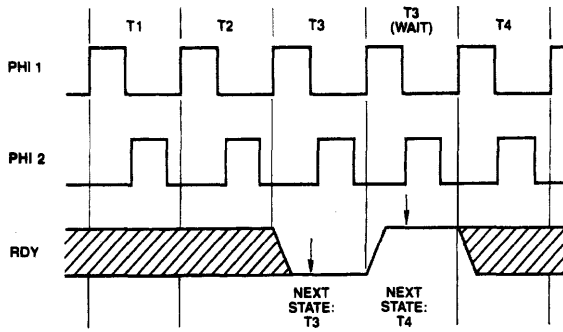 T1
T2
T3
T3
(WAIT)
T4
PHI 1
PHI 2
RDY
NEXT
STATE:
T3
NEXT
STATE:
T4